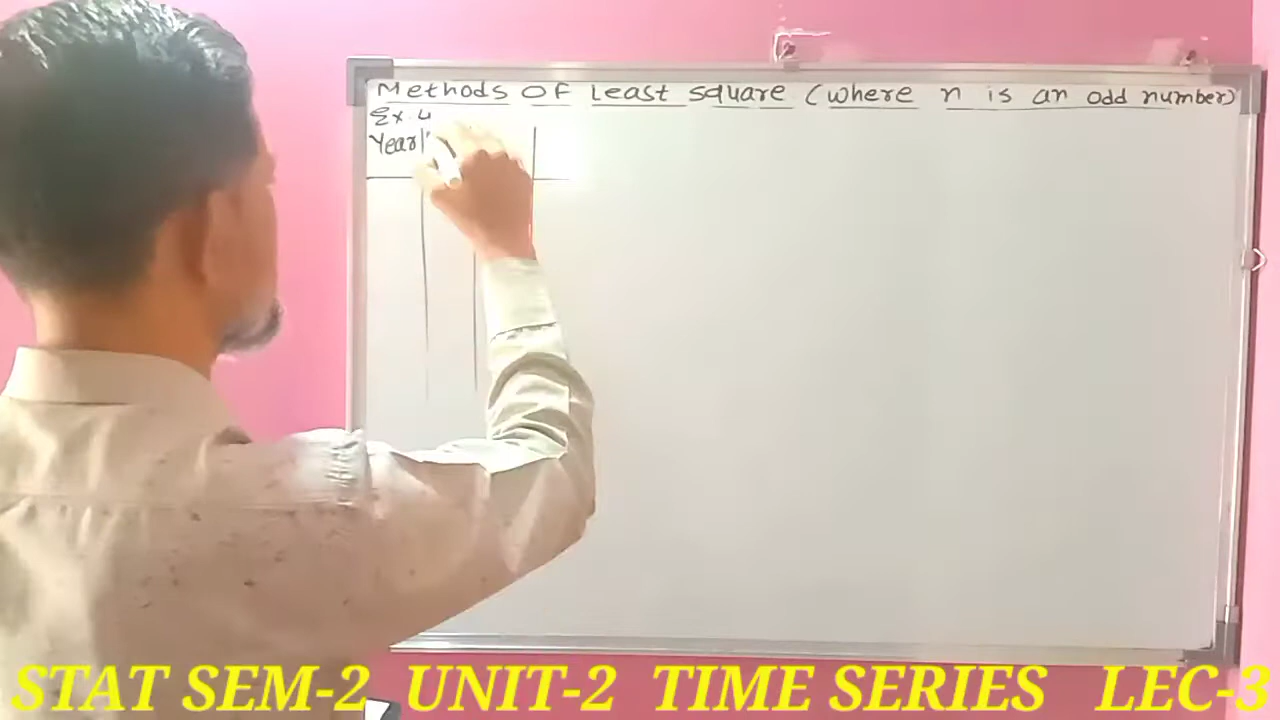 Methods OF Least square (where n is an odd number)
Ex. 4
Year
STAT SEM-2 UNIT-2 TIME SERIES LEC-3